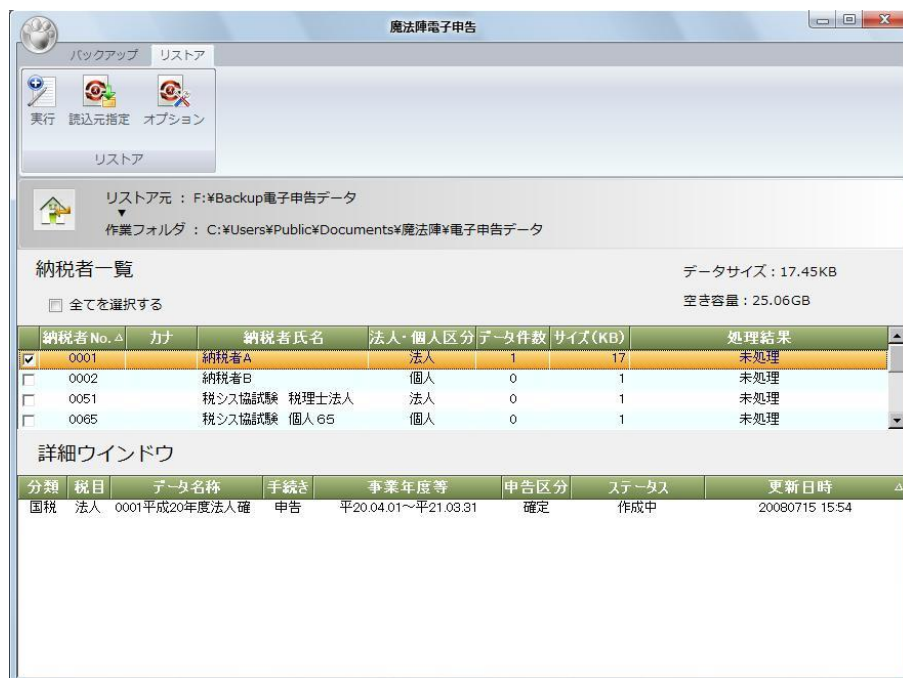 魔法陣電子申告
バックアップ リストア
実行 読込元指定 オプション
リストア
リストア元 : F:¥Backup電子申告データ
▼
作業フォルダ : C:¥Users¥Public¥Documents¥魔法陣¥電子申告データ
納税者一覧
データサイズ : 17.45KB
全てを選択する
空き容量 : 25.06GB
納税者No. △ カナ 納税者氏名 法人・個人区分 データ件数 サイズ(KB) 処理結果
0001 納税者A 法人 1 17 未処理
0002 納税者B 個人 0 1 未処理
0051 税シス協試験 税理士法人 法人 0 1 未処理
0065 税シス協試験 個人65 個人 0 1 未処理
詳細ウインドウ
分類 税目 データ名称 手続き 事業年度等 申告区分 ステータス 更新日時 △
国税 法人 0001平成20年度法人確 申告 平20.04.01～平21.03.31 確定 作成中 20080715 15:54